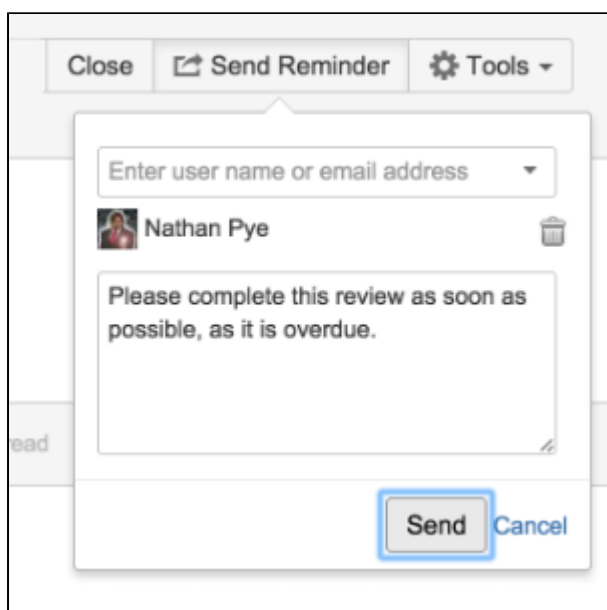 Close Send Reminder Tools
Enter user name or email address
Nathan Pye
Please complete this review as soon as
possible, as it is overdue.
ead
Send Cancel